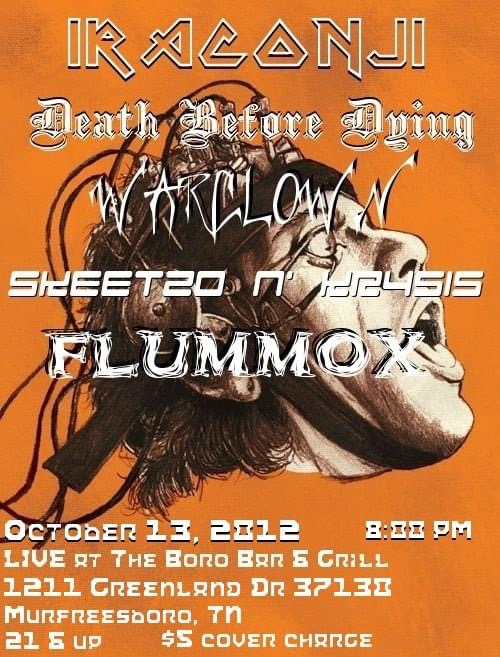 IRACONJI
Death Before Dying
WARCLOWN
SKEETZO N' KR4SIS
FLUMMOX
October 13, 2012 8:00 PM
LIVE at The Boro Bar & Grill
1211 Greenland Dr 37130
Murfreesboro, TN
21 & up $5 cover charge